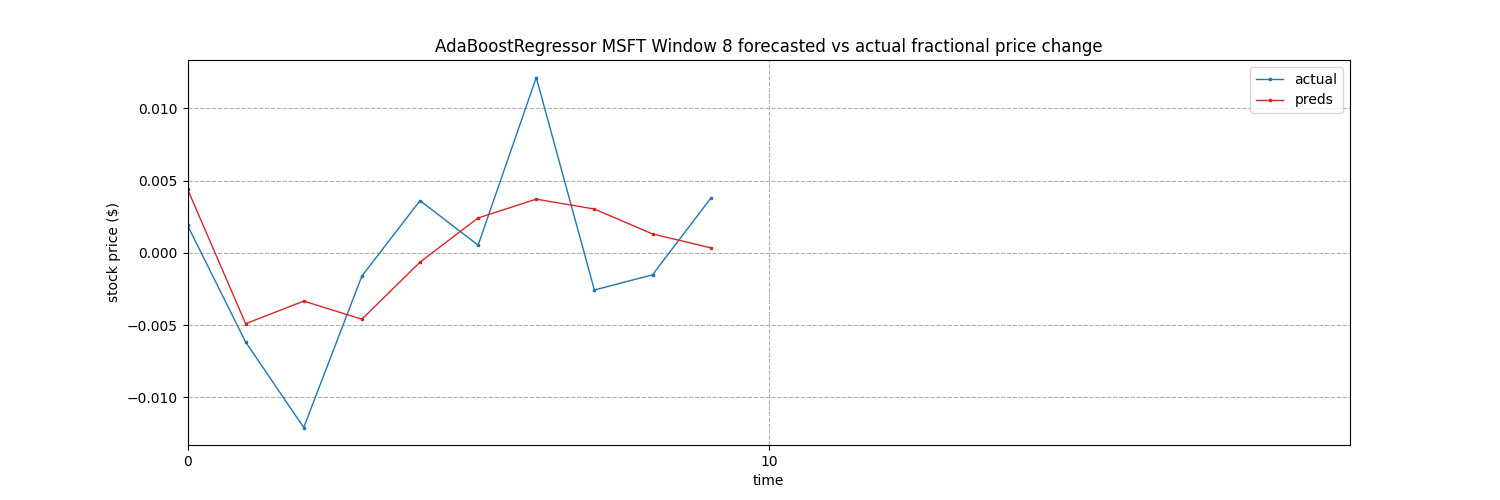 AdaBoostRegressor MSFT Window 8 forecasted vs actual fractional price change
actual
preds
0.010
0.005
0.000
−0.005
−0.010
stock price ($)
0
10
time